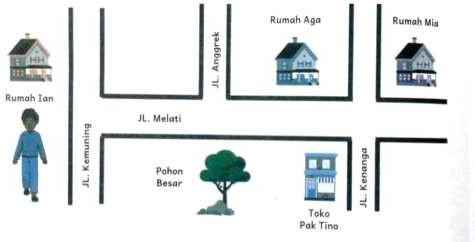 Rumah Aga
Rumah Mia
JL. Anggrek
Rumah Ian
JL. Melati
JL. Kemuning
Pohon
Besar
JL. Kenanga
Toko
Pak Tino